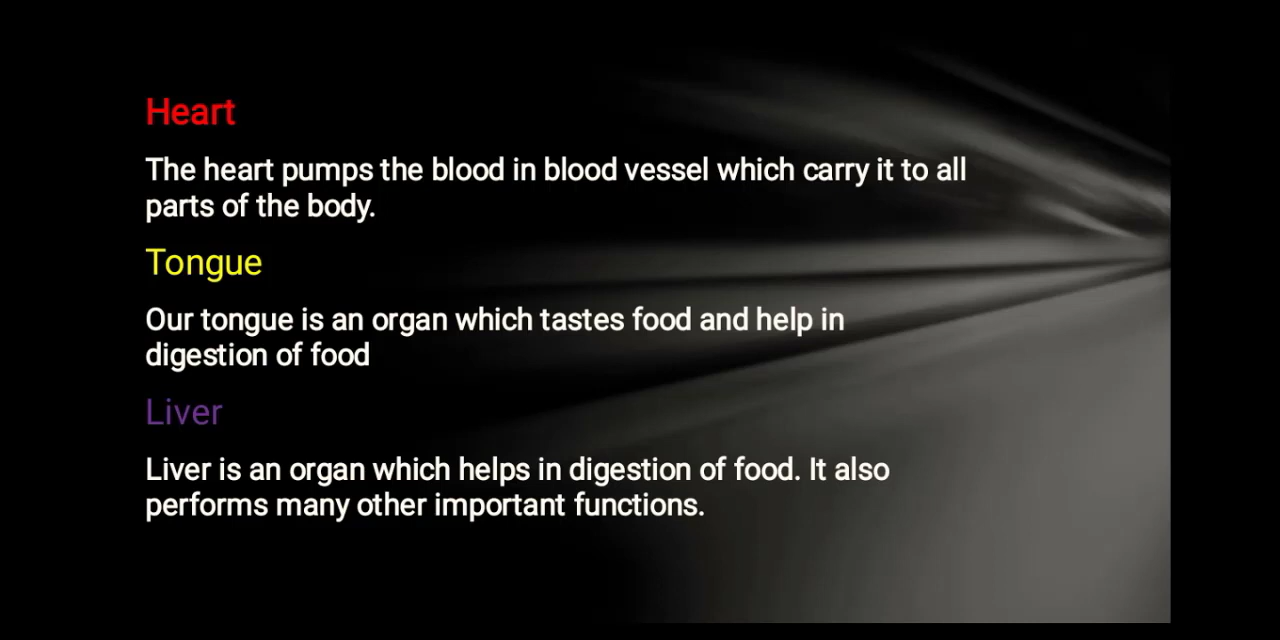 Heart
The heart pumps the blood in blood vessel which carry it to all
parts of the body.
Tongue
Our tongue is an organ which tastes food and help in
digestion of food
Liver
Liver is an organ which helps in digestion of food. It also
performs many other important functions.